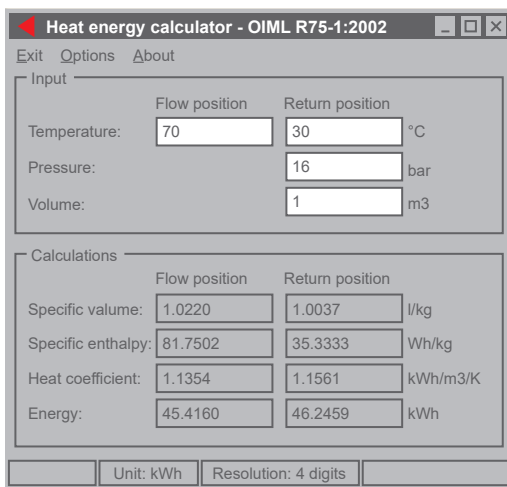 Heat energy calculator - OIML R75-1:2002
Exit Options About
Input
Flow position Return position
Temperature: 70 30 °C
Pressure: 16 bar
Volume: 1 m3
Calculations
Flow position Return position
Specific valume: 1.0220 1.0037 l/kg
Specific enthalpy: 81.7502 35.3333 Wh/kg
Heat coefficient: 1.1354 1.1561 kWh/m3/K
Energy: 45.4160 46.2459 kWh
Unit: kWh Resolution: 4 digits